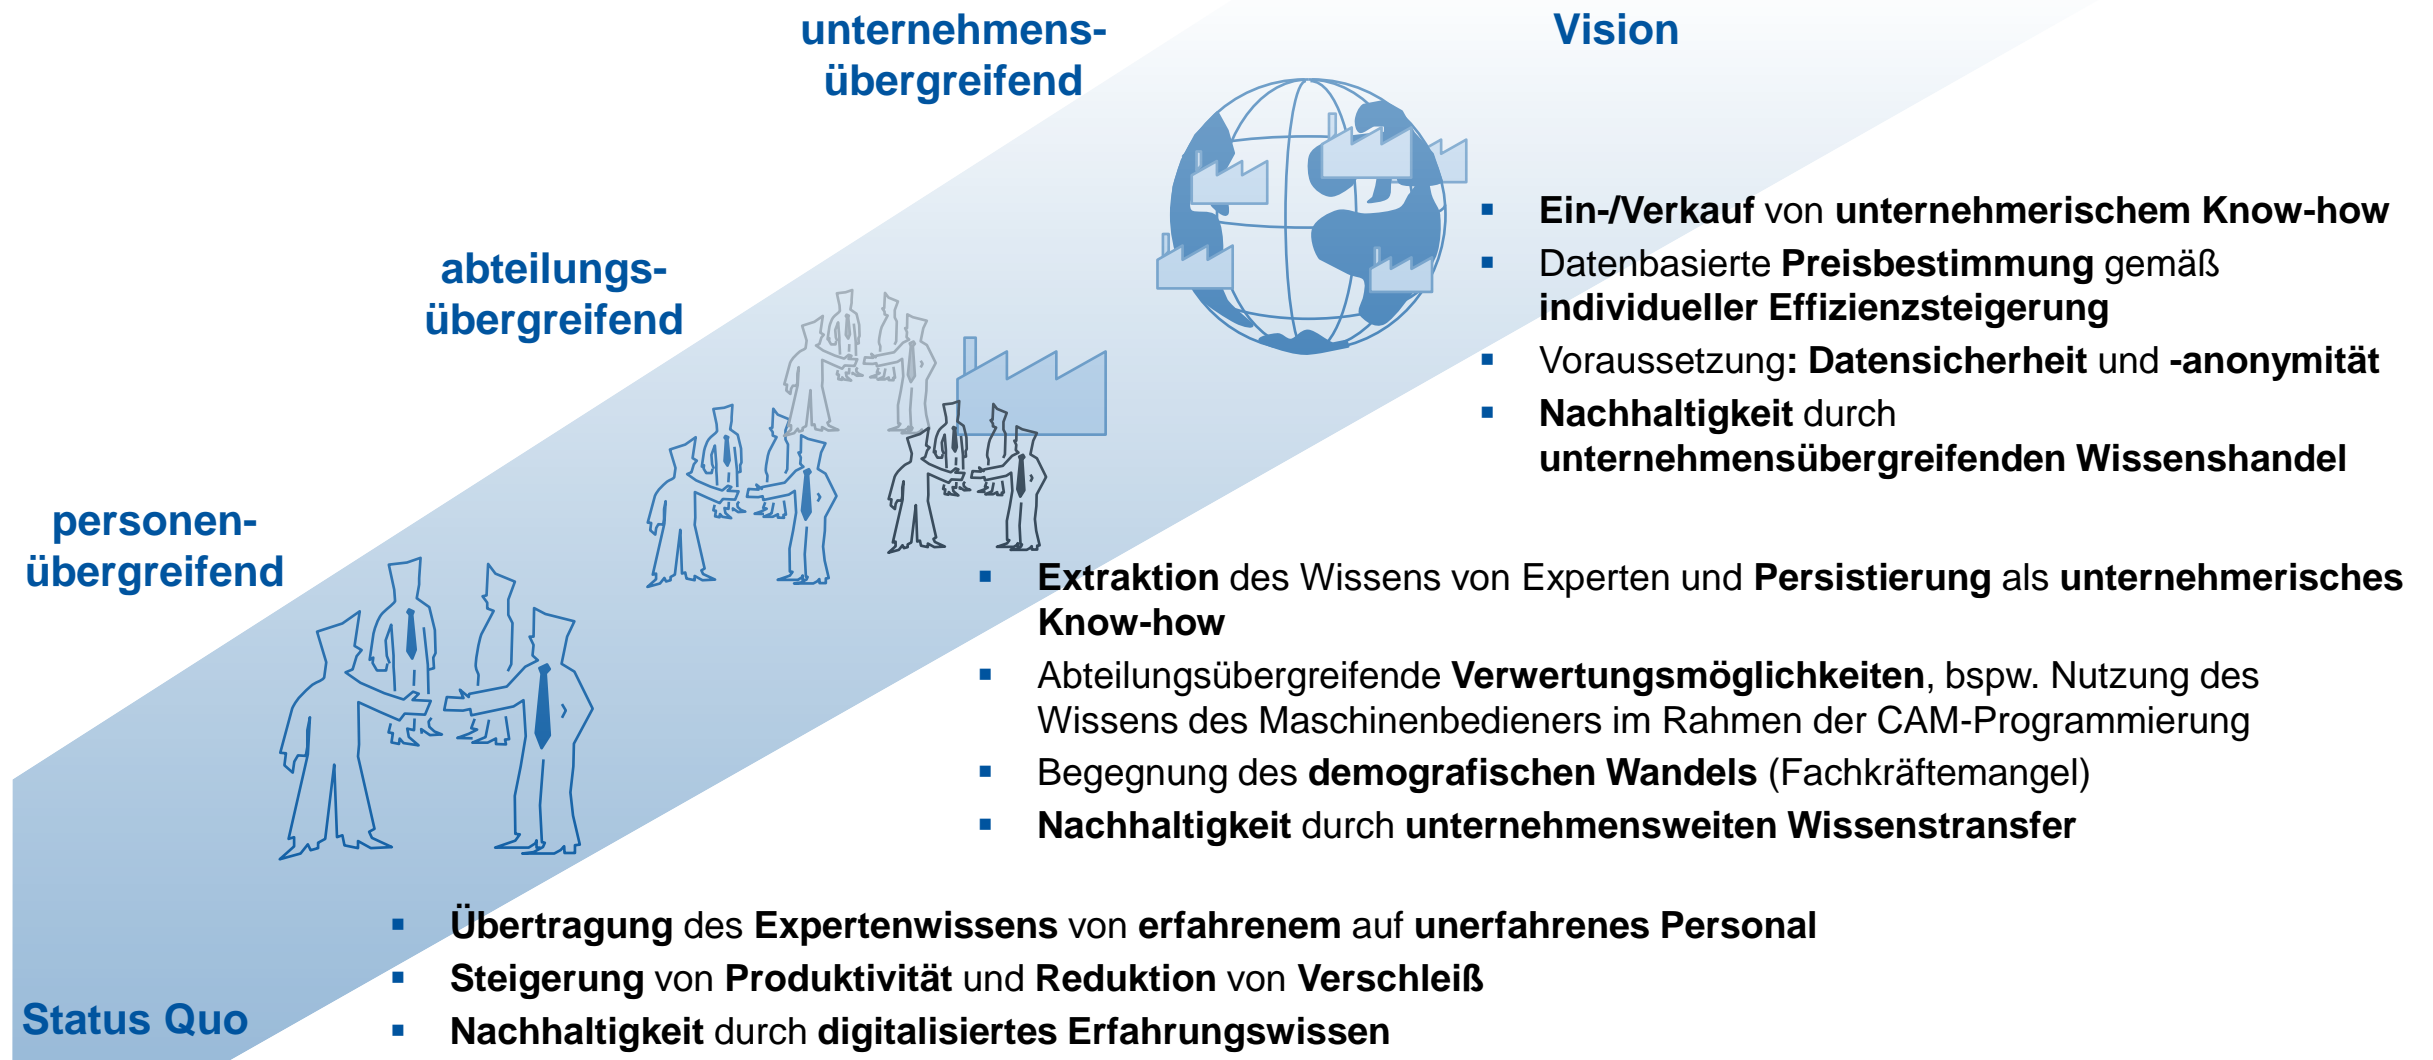 unternehmens-
übergreifend
Vision
▪ Ein-/Verkauf von unternehmerischem Know-how
▪ Datenbasierte Preisbestimmung gemäß
individueller Effizienzsteigerung
▪ Voraussetzung: Datensicherheit und -anonymität
▪ Nachhaltigkeit durch
unternehmensübergreifenden Wissenshandel
abteilungs-
übergreifend
▪ Extraktion des Wissens von Experten und Persistierung als unternehmerisches
Know-how
▪ Abteilungsübergreifende Verwertungsmöglichkeiten, bspw. Nutzung des
Wissens des Maschinenbedieners im Rahmen der CAM-Programmierung
▪ Begegnung des demografischen Wandels (Fachkräftemangel)
▪ Nachhaltigkeit durch unternehmensweiten Wissenstransfer
personen-
übergreifend
▪ Übertragung des Expertenwissens von erfahrenem auf unerfahrenes Personal
▪ Steigerung von Produktivität und Reduktion von Verschleiß
▪ Nachhaltigkeit durch digitalisiertes Erfahrungswissen
Status Quo